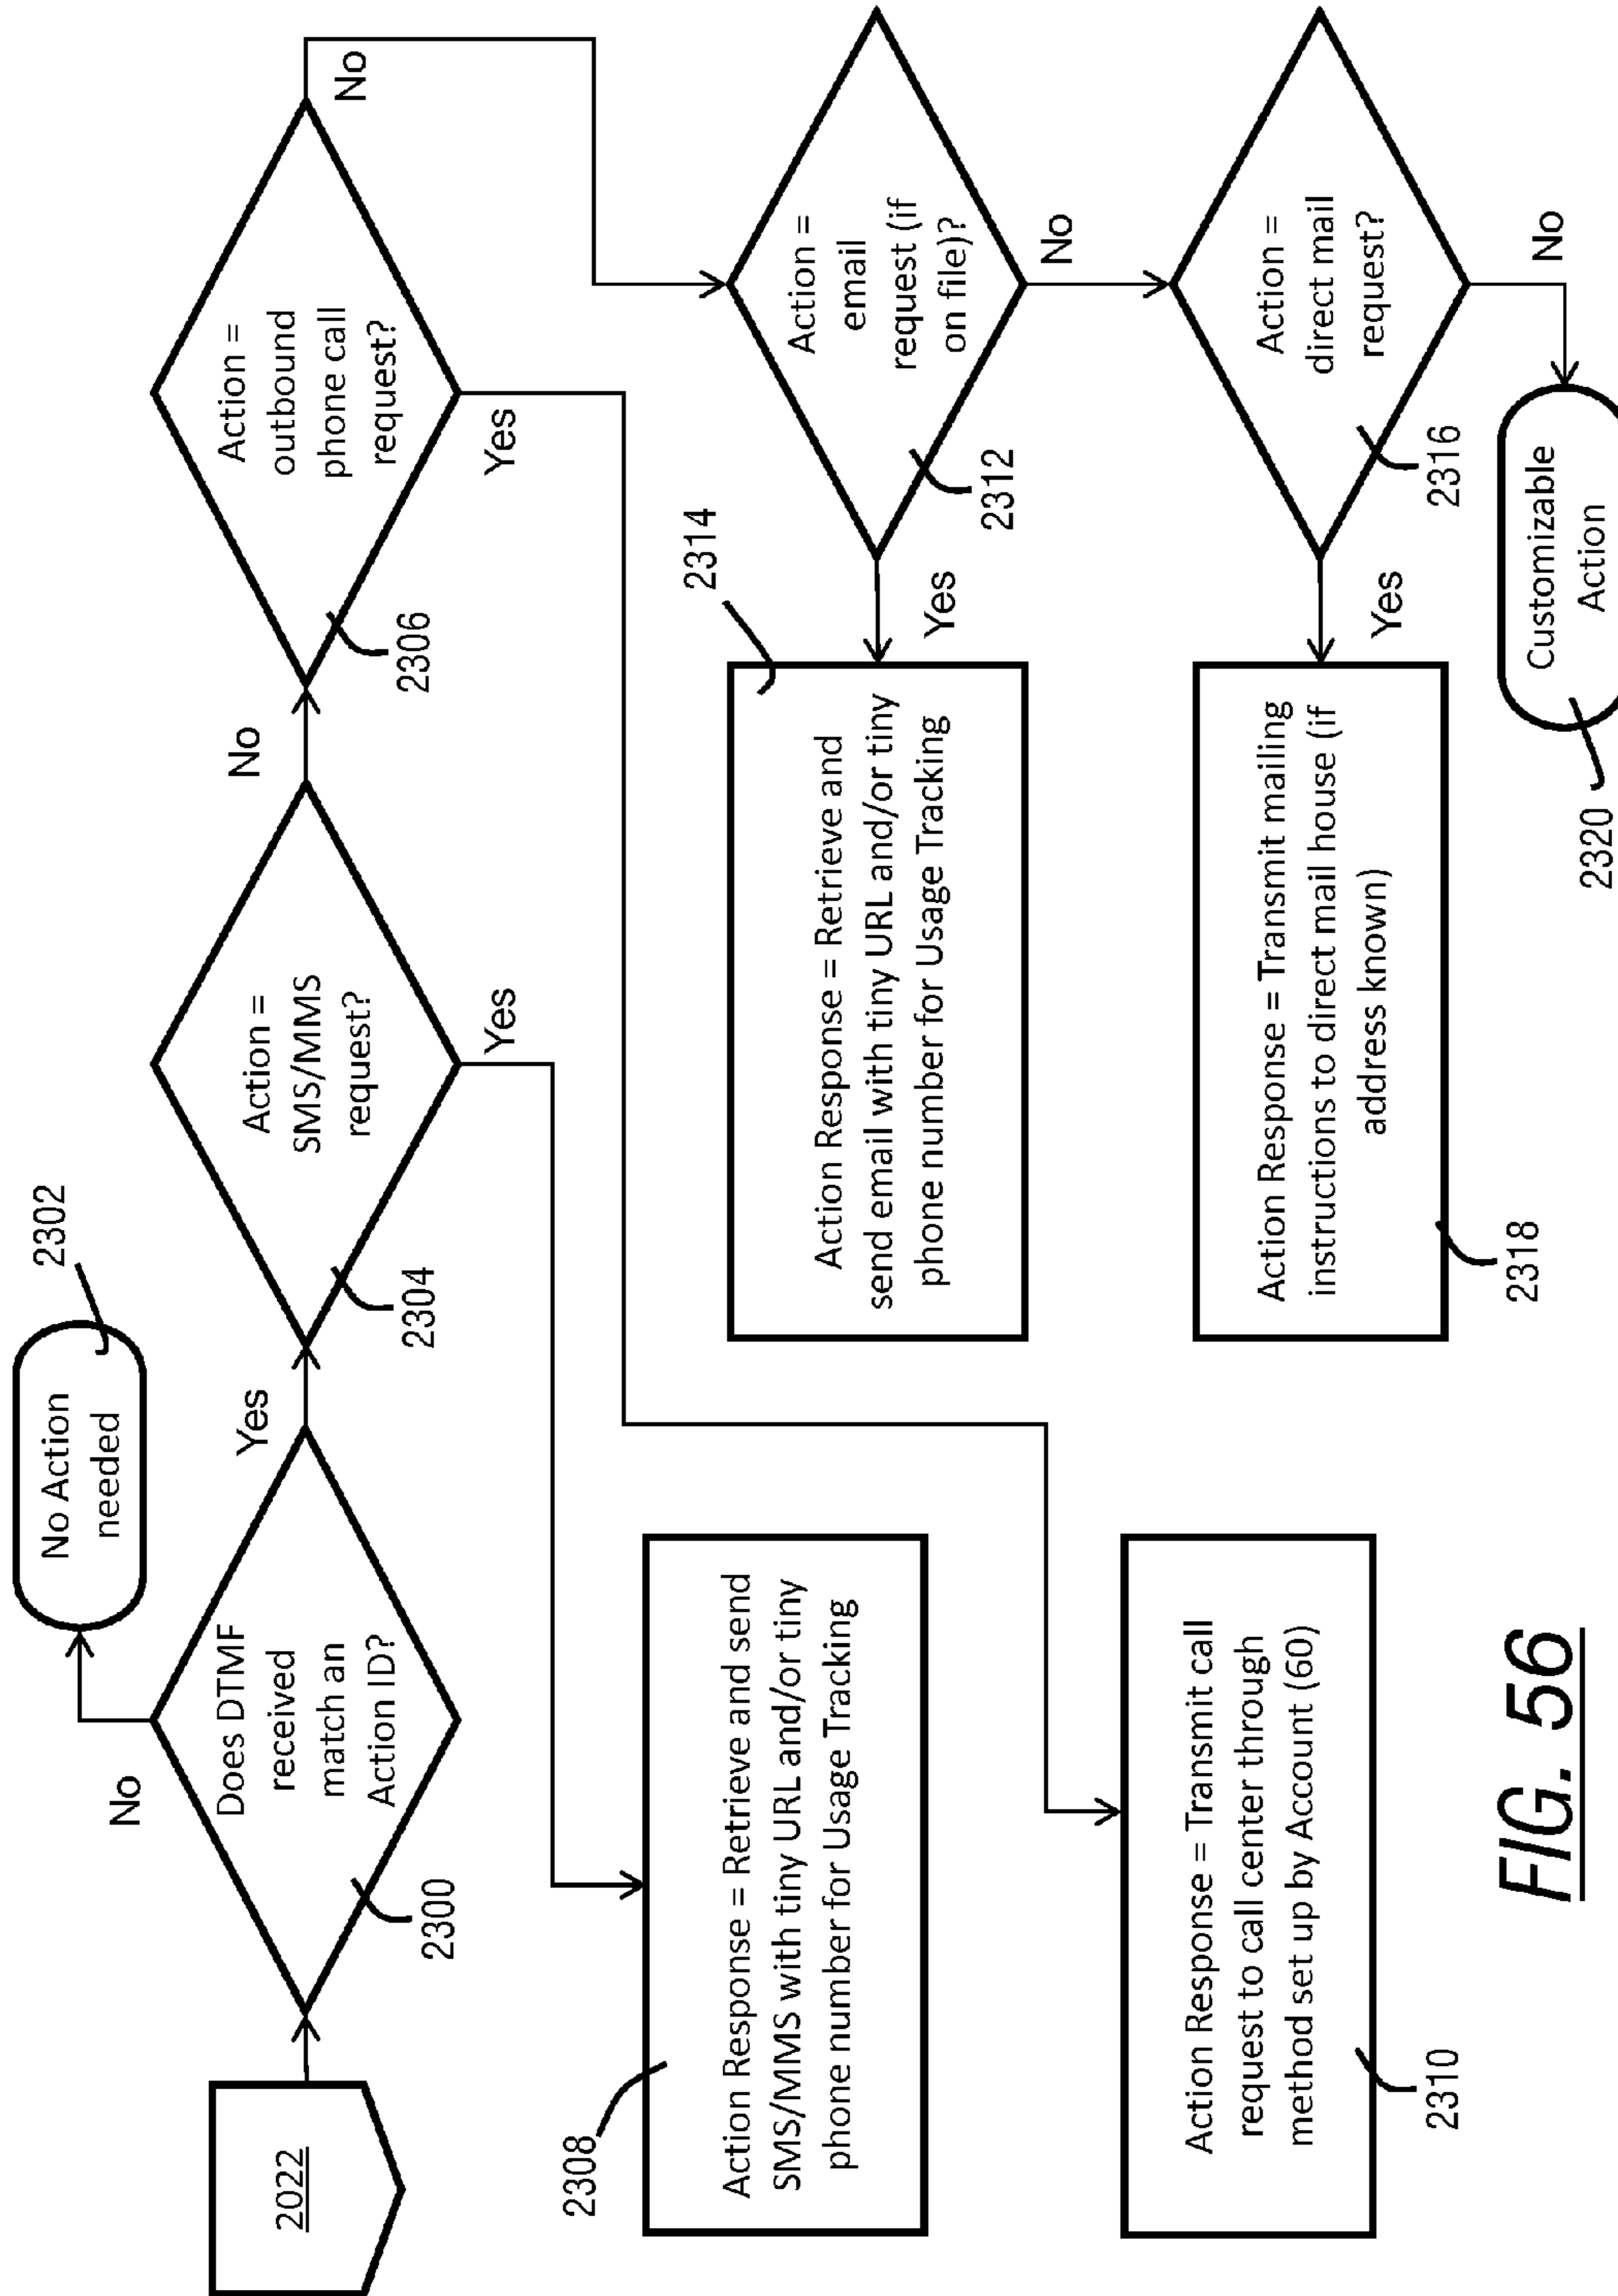 2022
Does DTMF
received
match an
Action ID?
2300
No
No Action
needed
2302
Yes
Action =
SMS/MMS
request?
2304
No
Yes
Action =
outbound
phone call
request?
2306
No
Yes
Action Response = Retrieve and send
SMS/MMS with tiny URL and/or tiny
phone number for Usage Tracking
2308
Action Response = Transmit call
request to call center through
method set up by Account (60)
2310
Action =
email
request (if
on file)?
2312
Yes
No
Action Response = Retrieve and
send email with tiny URL and/or tiny
phone number for Usage Tracking
2314
Action =
direct mail
request?
2316
Yes
No
Action Response = Transmit mailing
instructions to direct mail house (if
address known)
2318
Customizable
Action
2320
FIG. 56